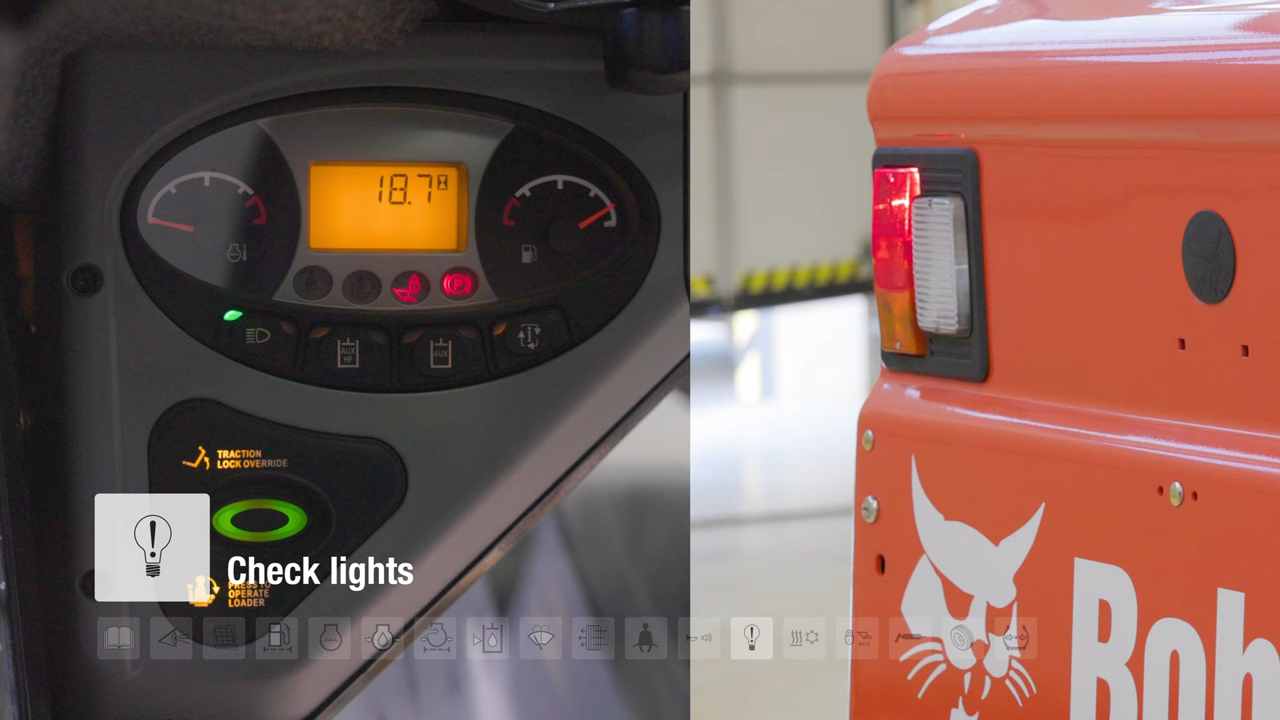 18.7
AUX
HF
AUX
P
TRACTION
LOCK OVERRIDE
Check lights
PRESS TO
OPERATE
LOADER
Bob